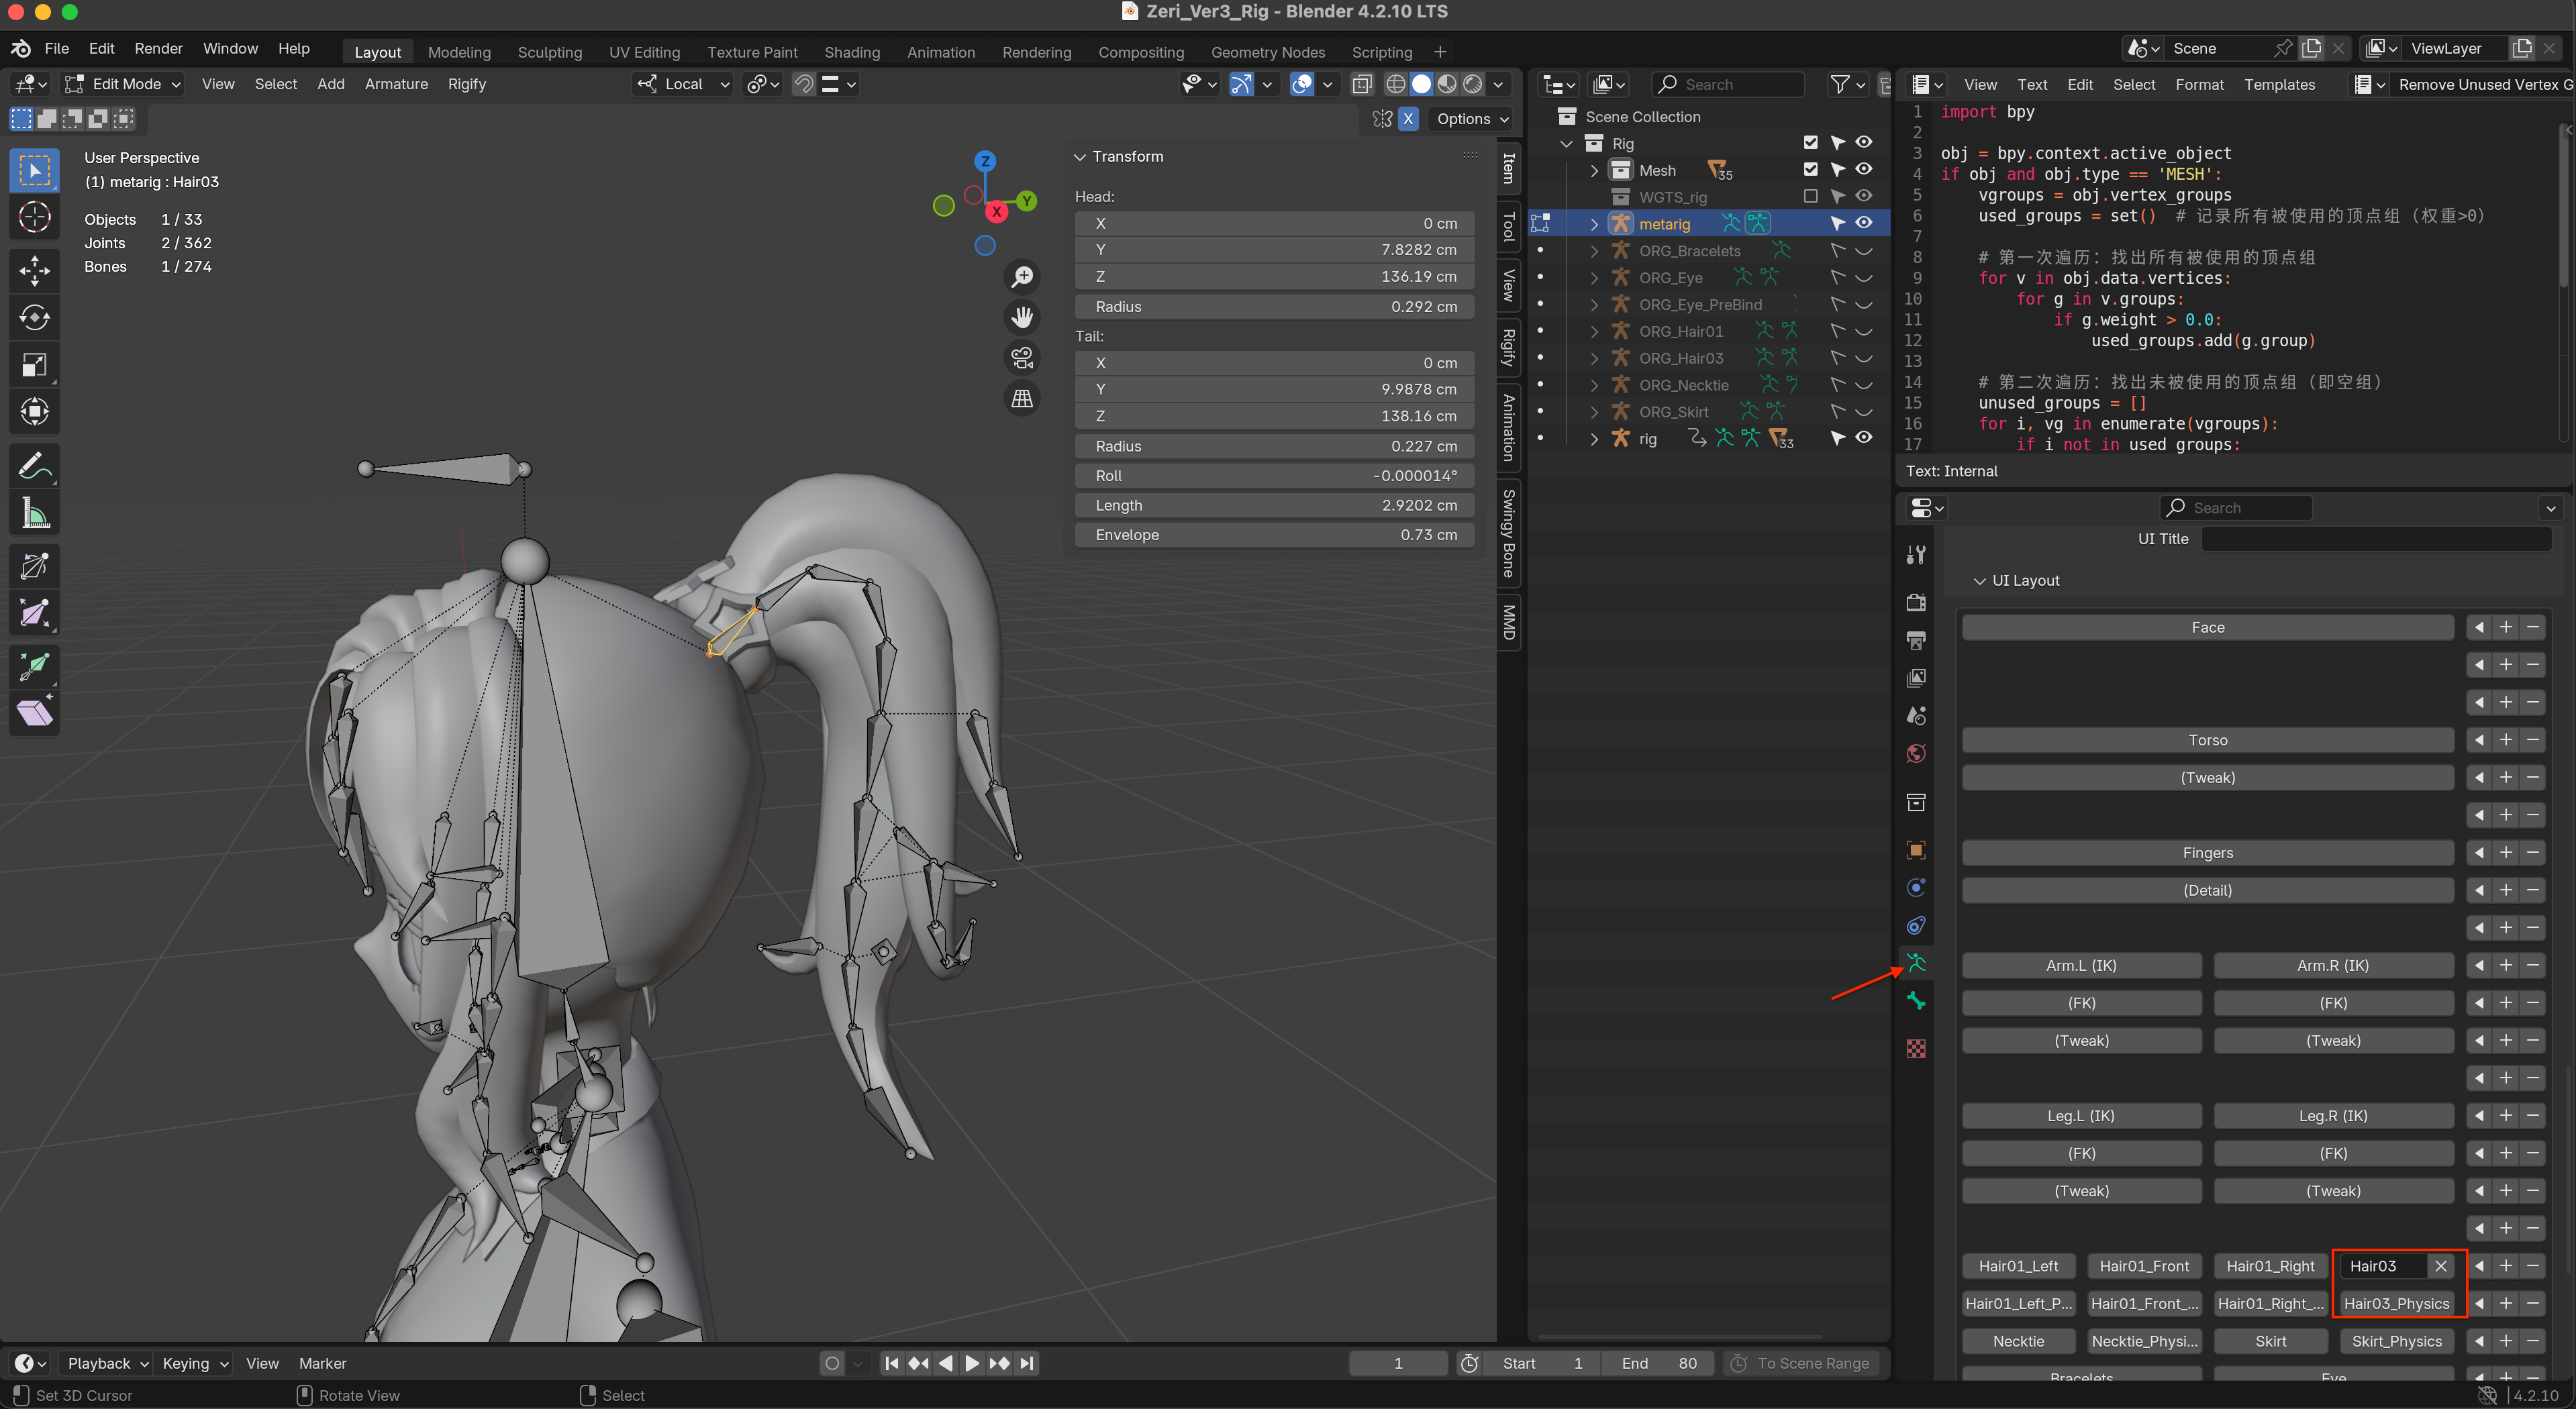 Zeri_Ver3_Rig - Blender 4.2.10 LTS
File Edit Render Window Help
Layout Modeling Sculpting UV Editing Texture Paint Shading Animation Rendering Compositing Geometry Nodes Scripting +
Scene
ViewLayer
Edit Mode View Select Add Armature Rigify
Local
X Options
User Perspective
(1) metarig : Hair03
Objects 1 / 33
Joints 2 / 362
Bones 1 / 274
Z
Y
X
Transform
Head:
X 0 cm
Y 7.8282 cm
Z 136.19 cm
Radius 0.292 cm
Tail:
X 0 cm
Y 9.9878 cm
Z 138.16 cm
Radius 0.227 cm
Roll -0.000014°
Length 2.9202 cm
Envelope 0.73 cm
Item
Tool
View
Rigify
Animation
Swingy Bone
MMD
Search
Scene Collection
Rig
Mesh 35
WGTS_rig
metarig
ORG_Bracelets
ORG_Eye
ORG_Eye_PreBind
ORG_Hair01
ORG_Hair03
ORG_Necktie
ORG_Skirt
rig 33
View Text Edit Select Format Templates Remove Unused Vertex G
1 import bpy
2
3 obj = bpy.context.active_object
4 if obj and obj.type == 'MESH':
5 vgroups = obj.vertex_groups
6 used_groups = set() # 记录所有被使用的顶点组（权重>0）
7
8 # 第一次遍历：找出所有被使用的顶点组
9 for v in obj.data.vertices:
10 for g in v.groups:
11 if g.weight > 0.0:
12 used_groups.add(g.group)
13
14 # 第二次遍历：找出未被使用的顶点组（即空组）
15 unused_groups = []
16 for i, vg in enumerate(vgroups):
17 if i not in used_groups:
Text: Internal
Search
UI Title
UI Layout
Face
Torso
(Tweak)
Fingers
(Detail)
Arm.L (IK) Arm.R (IK)
(FK) (FK)
(Tweak) (Tweak)
Leg.L (IK) Leg.R (IK)
(FK) (FK)
(Tweak) (Tweak)
Hair01_Left Hair01_Front Hair01_Right Hair03
Hair01_Left_P... Hair01_Front_... Hair01_Right_... Hair03_Physics
Necktie Necktie_Physi... Skirt Skirt_Physics
Bracelets Eye
Playback Keying View Marker
1 Start 1 End 80 To Scene Range
Set 3D Cursor Rotate View Select
4.2.10